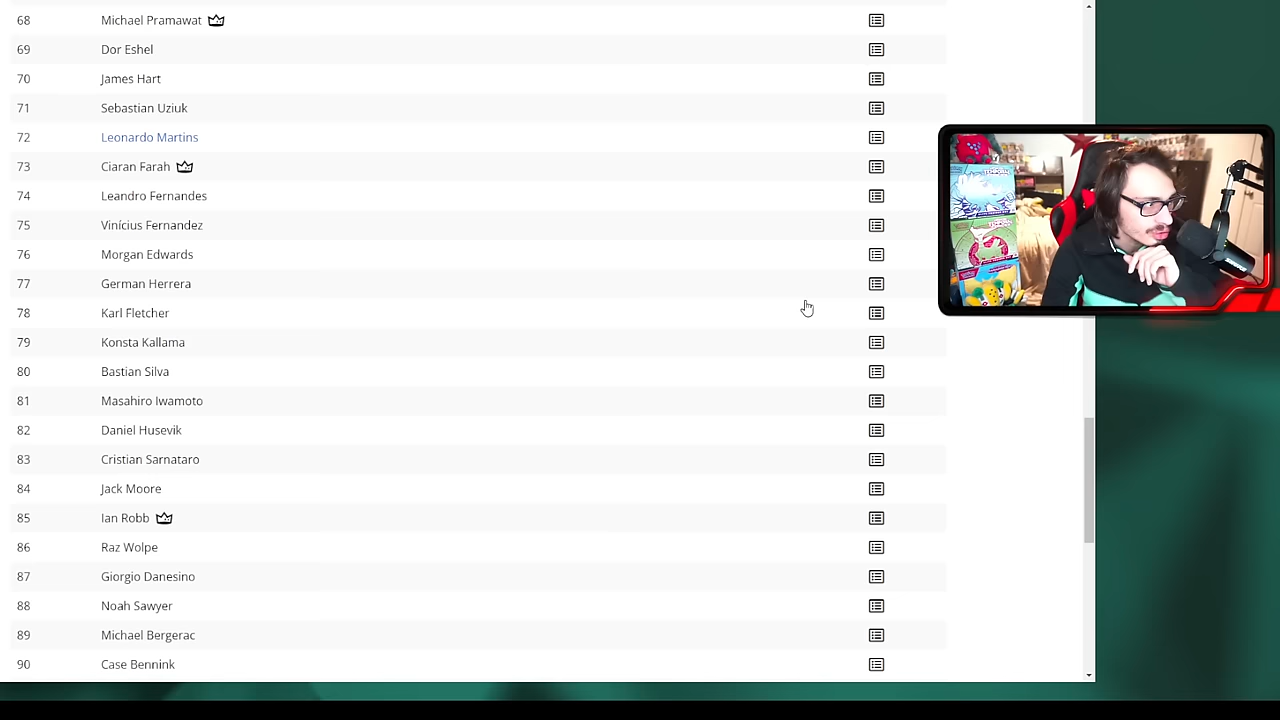 68 Michael Pramawat
69 Dor Eshel
70 James Hart
71 Sebastian Uziuk
72 Leonardo Martins
73 Ciaran Farah
74 Leandro Fernandes
75 Vinícius Fernandez
76 Morgan Edwards
77 German Herrera
78 Karl Fletcher
79 Konsta Kallama
80 Bastian Silva
81 Masahiro Iwamoto
82 Daniel Husevik
83 Cristian Sarnataro
84 Jack Moore
85 Ian Robb
86 Raz Wolpe
87 Giorgio Danesino
88 Noah Sawyer
89 Michael Bergerac
90 Case Bennink